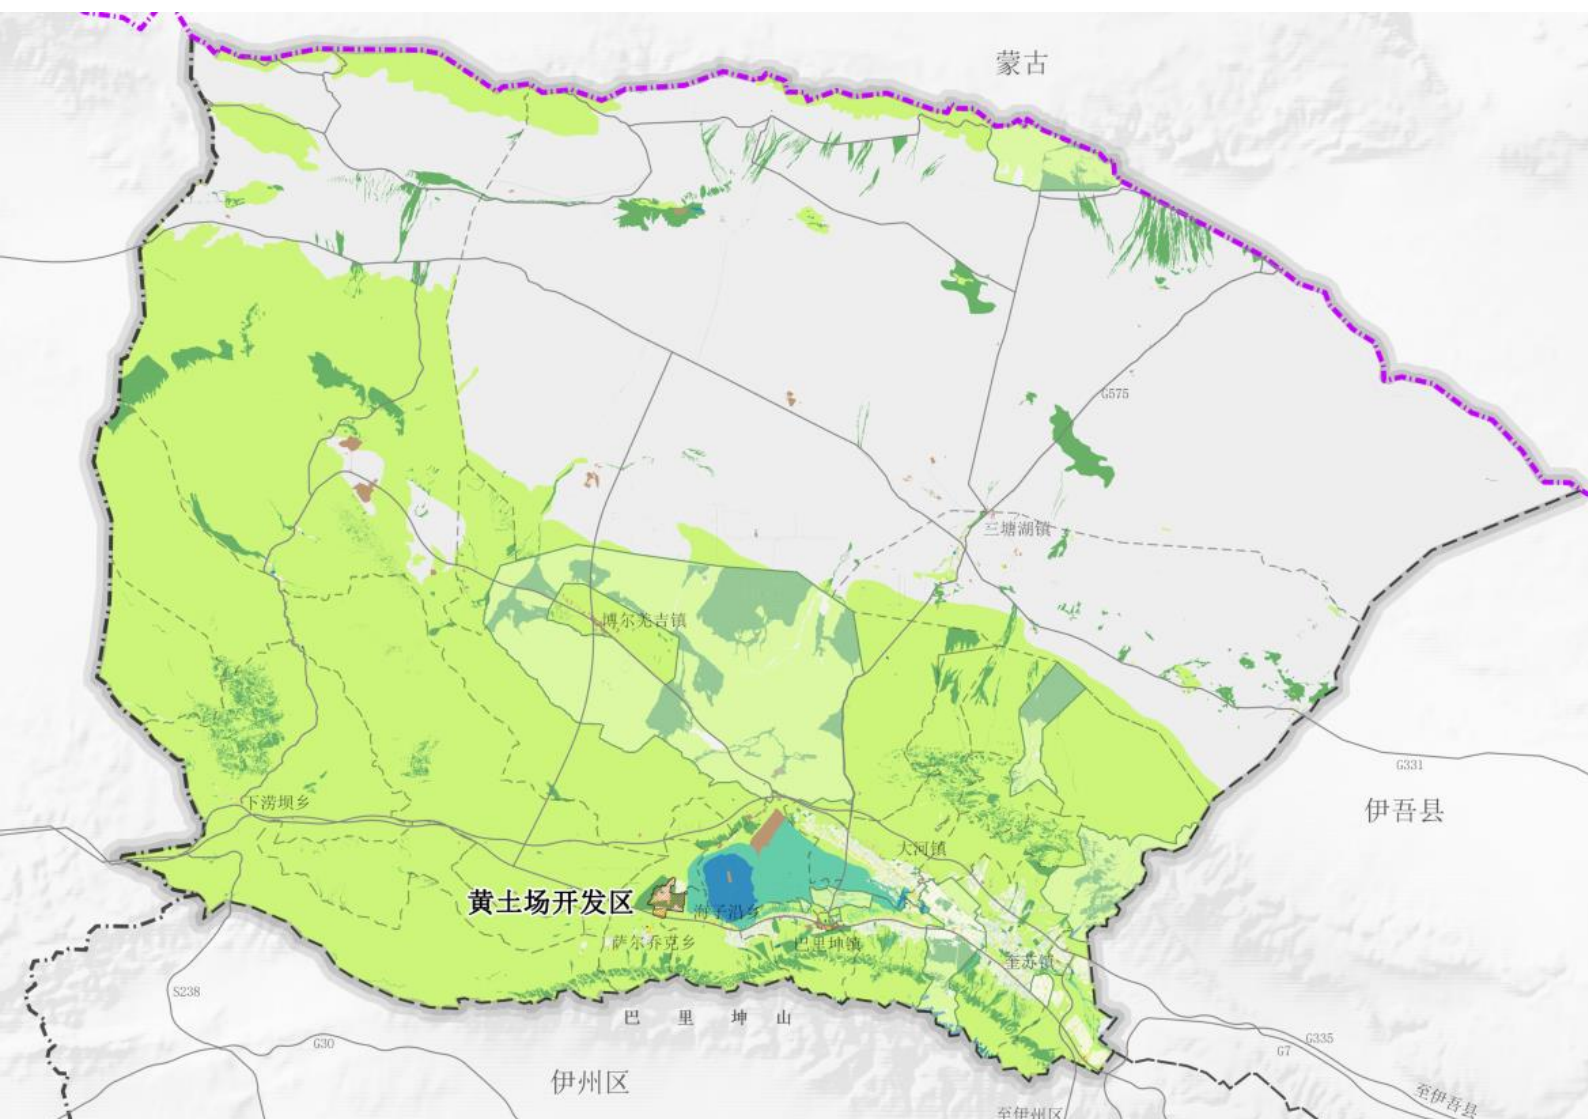 蒙古
G575
三塘湖镇
博尔羌吉镇
G331
下涝坝乡
伊吾县
大河镇
黄土场开发区
海子沿乡
萨尔乔克乡
巴里坤镇
奎苏镇
S238
巴里坤山
G30
G335
G7
伊州区
至伊吾县
至伊州区